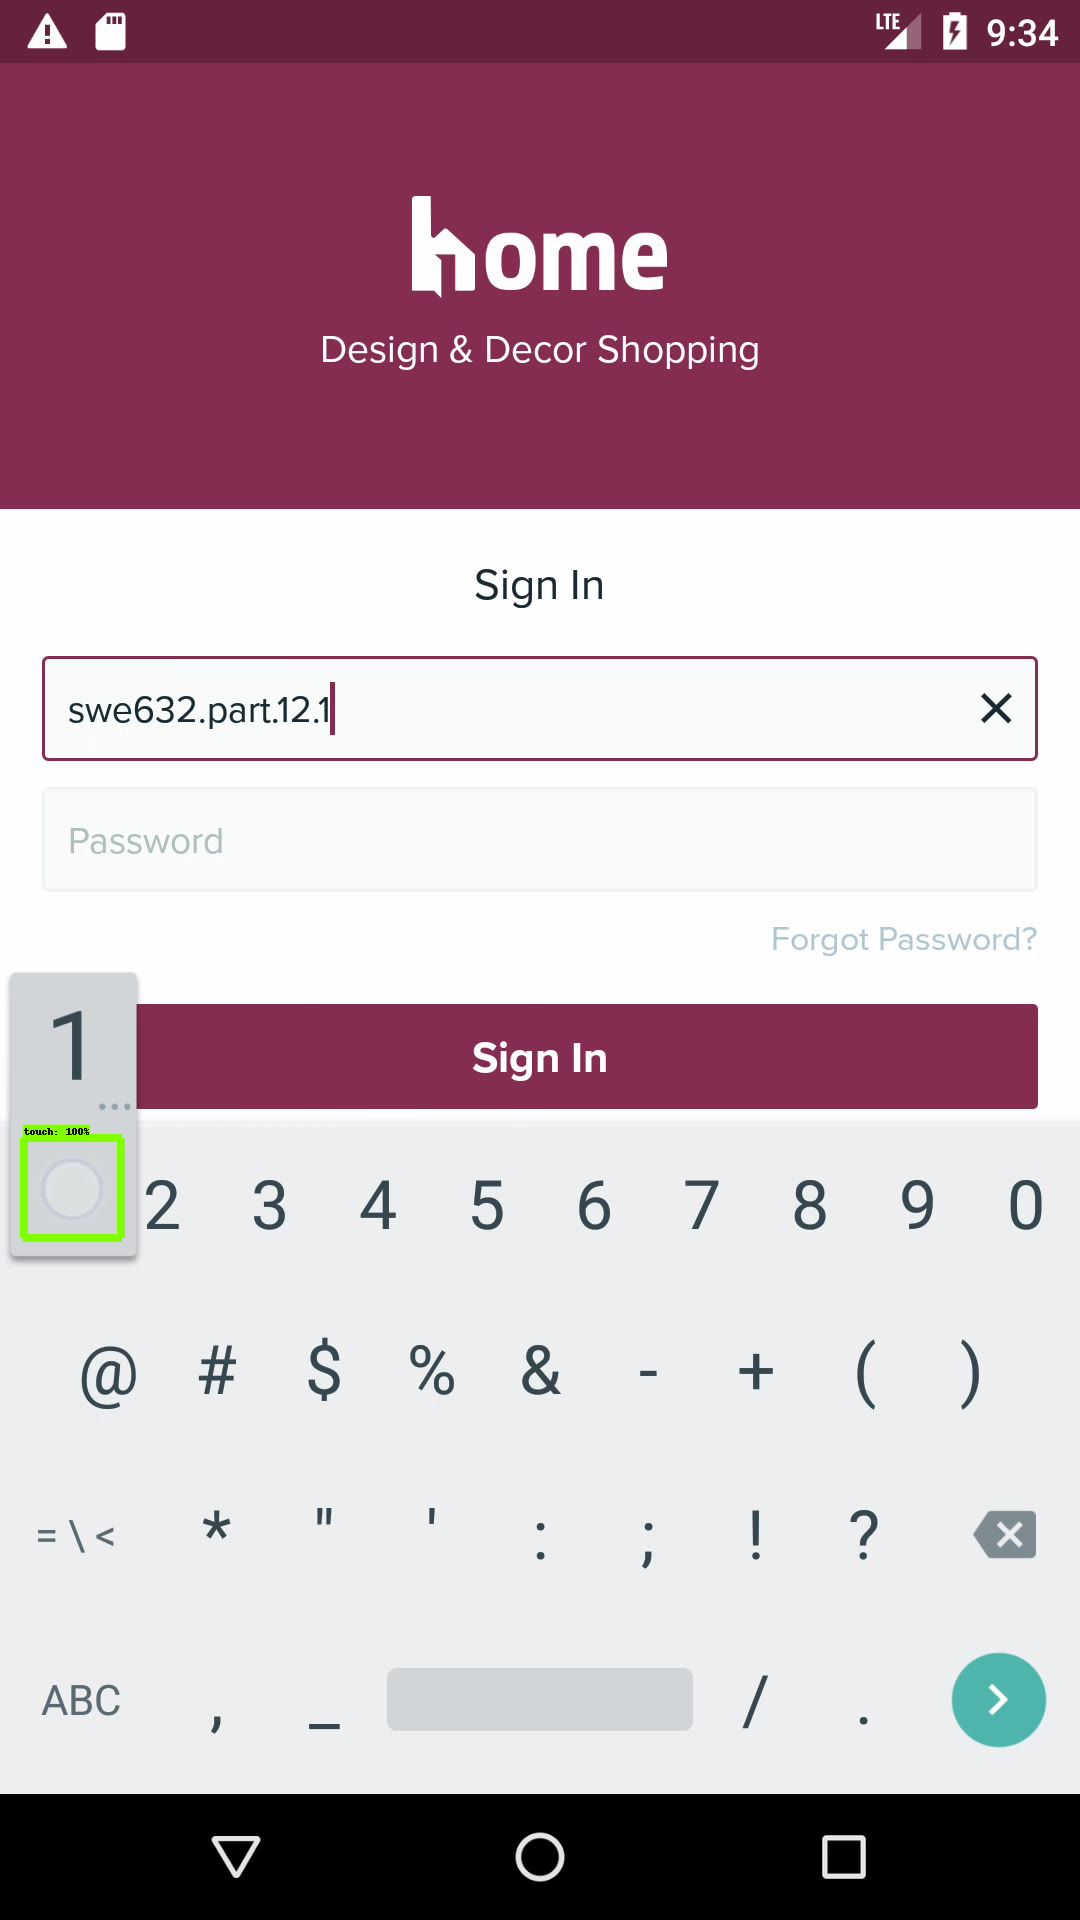 LTE 9:34
home
Design & Decor Shopping
Sign In
swe632.part.12.1
Password
Forgot Password?
1
Sign In
touch: 100%
2 3 4 5 6 7 8 9 0
@ # $ % & - + ( )
= \ < * " ' : ; ! ?
ABC , _ / .